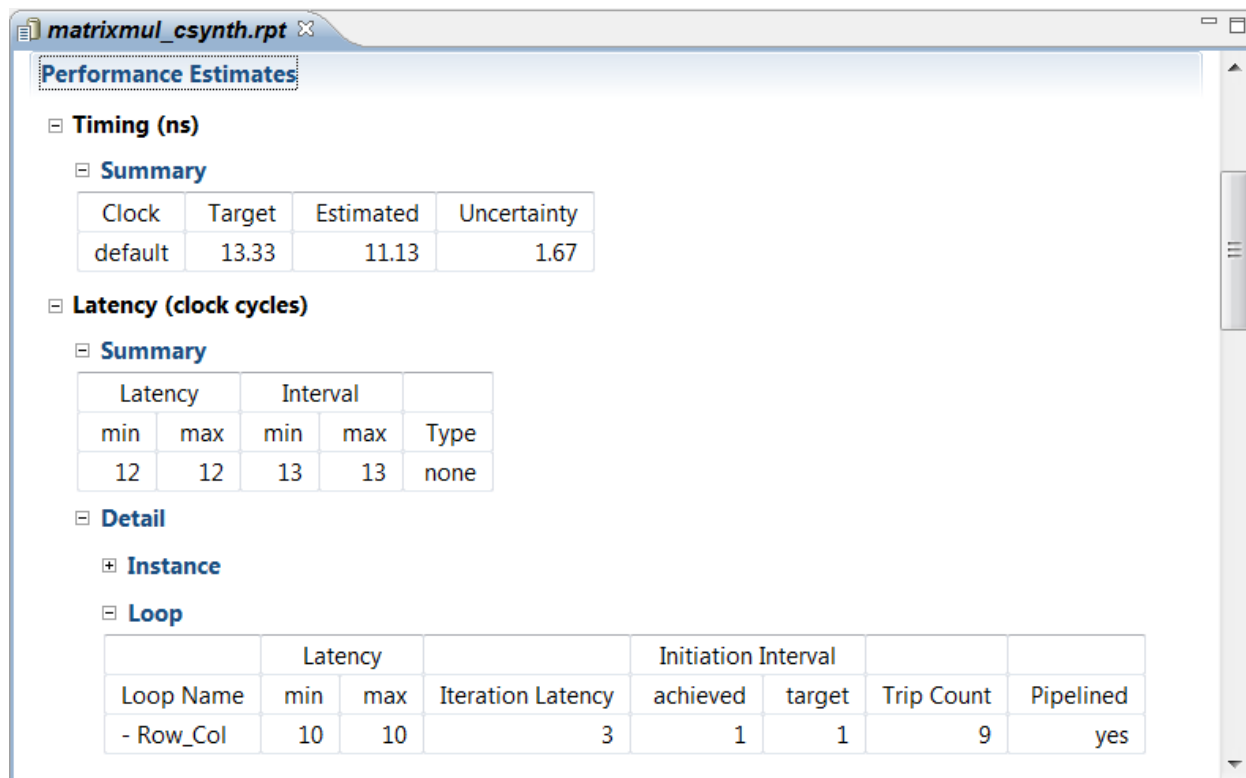 matrixmul_csynth.rpt
Performance Estimates
Timing (ns)
Summary
Clock Target Estimated Uncertainty
default 13.33 11.13 1.67
Latency (clock cycles)
Summary
Latency Interval
min max min max Type
12 12 13 13 none
Detail
Instance
Loop
Latency Initiation Interval
Loop Name min max Iteration Latency achieved target Trip Count Pipelined
- Row_Col 10 10 3 1 1 9 yes